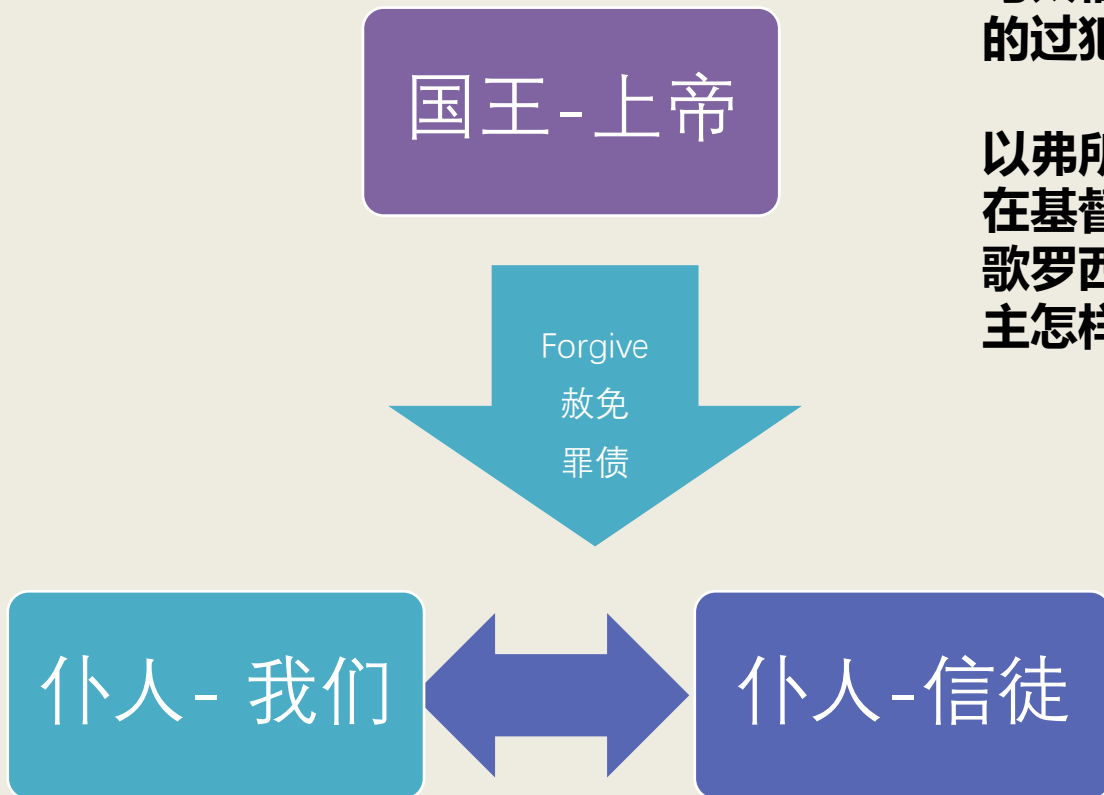 国王-上帝
的过犯
以弗所
在基督
歌罗西
主怎样
Forgive
赦免
罪债
仆人- 我们
仆人-信徒